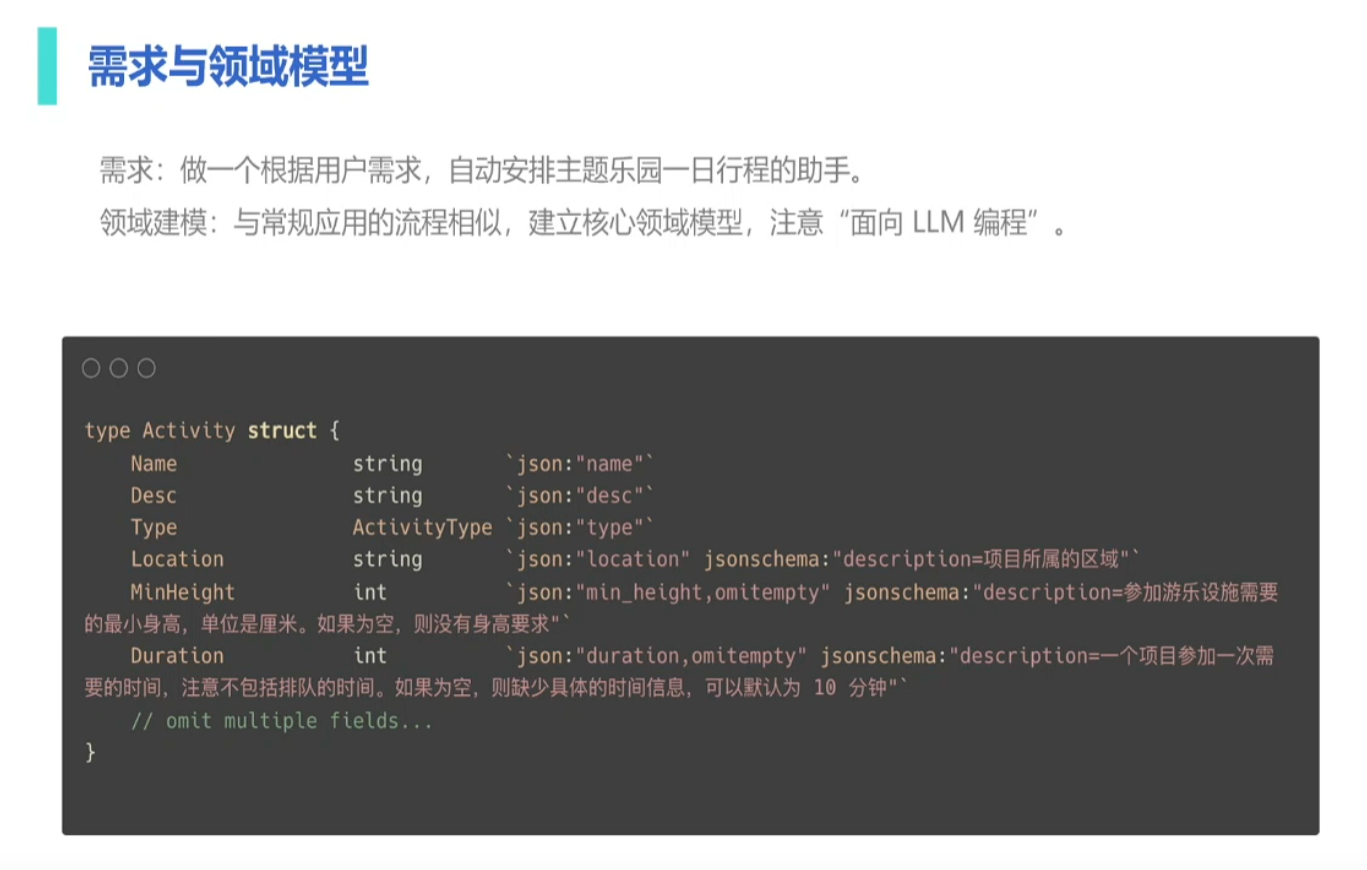 需求与领域模型
需求：做一个根据用户需求，自动安排主题乐园一日行程的助手。
领域建模：与常规应用的流程相似，建立核心领域模型，注意“面向 LLM 编程”。
type Activity struct {
    Name               string       `json:"name"`
    Desc               string       `json:"desc"`
    Type               ActivityType `json:"type"`
    Location           string       `json:"location" jsonschema:"description=项目所属的区域"`
    MinHeight          int          `json:"min_height,omitempty" jsonschema:"description=参加游乐设施需要
的最小身高，单位是厘米。如果为空，则没有身高要求"`
    Duration           int          `json:"duration,omitempty" jsonschema:"description=一个项目参加一次需
要的时间，注意不包括排队的时间。如果为空，则缺少具体的时间信息，可以默认为 10 分钟"`
    // omit multiple fields...
}